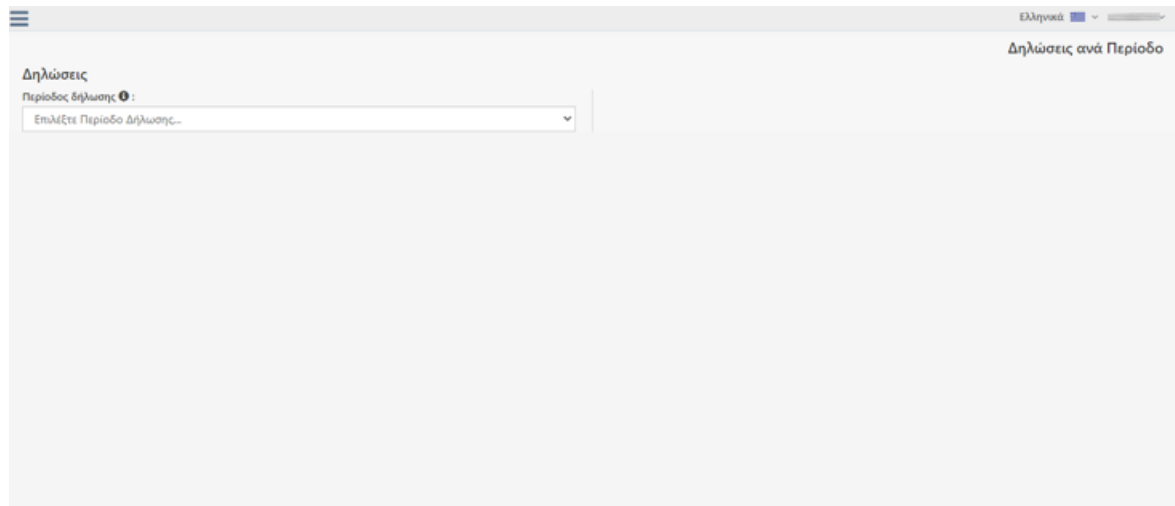 Ελληνικά
Δηλώσεις ανά Περίοδο
Δηλώσεις
Περίοδος δήλωσης :
Επιλέξτε Περίοδο Δήλωσης...